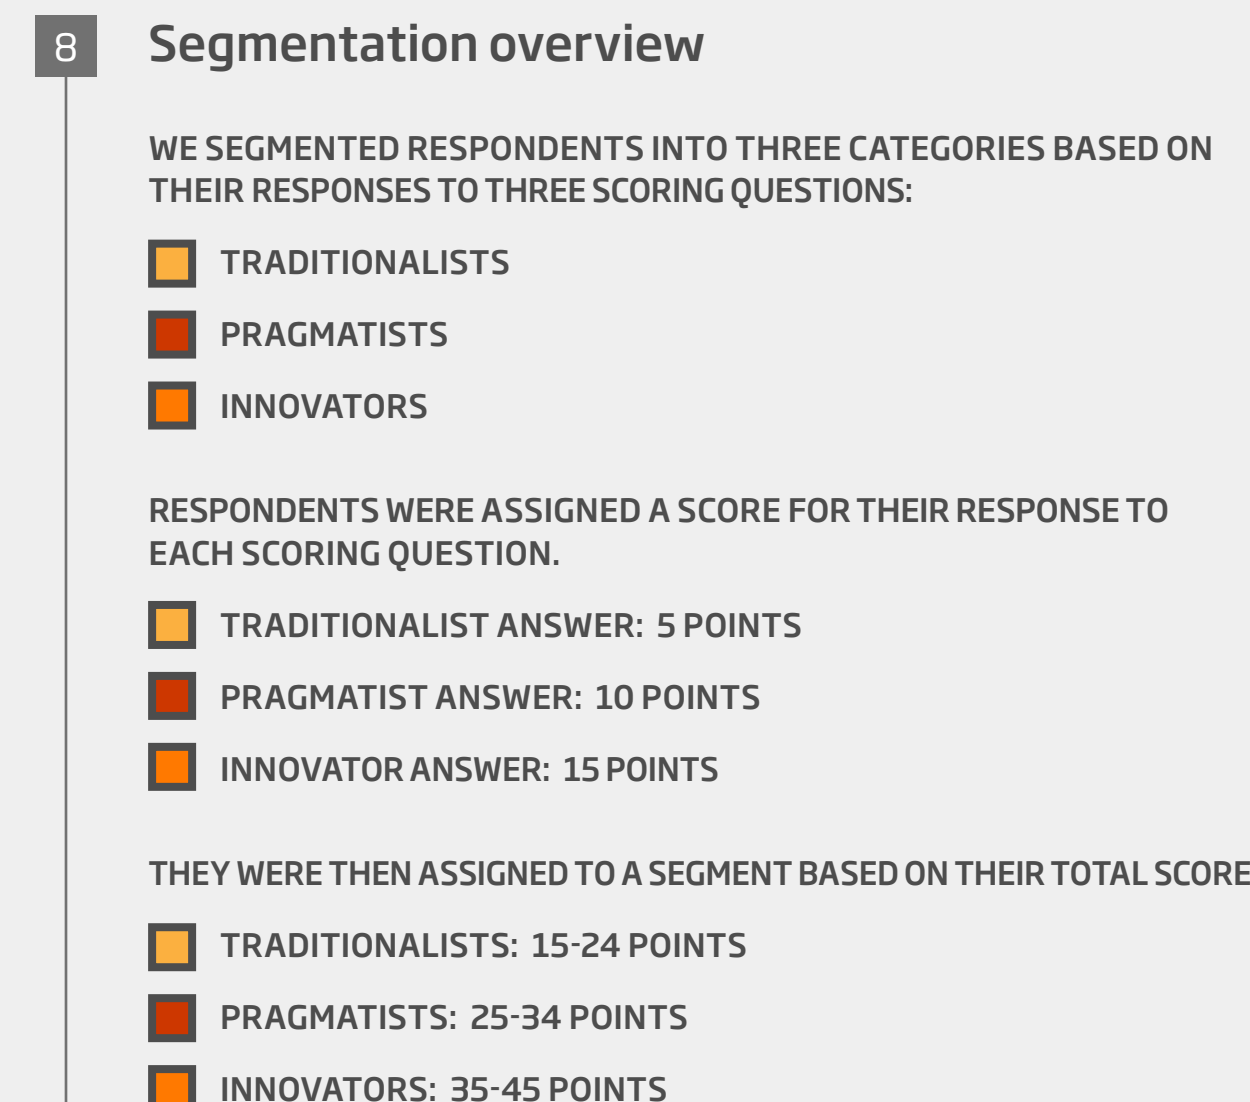 8
Segmentation overview
WE SEGMENTED RESPONDENTS INTO THREE CATEGORIES BASED ON
THEIR RESPONSES TO THREE SCORING QUESTIONS:
TRADITIONALISTS
PRAGMATISTS
INNOVATORS
RESPONDENTS WERE ASSIGNED A SCORE FOR THEIR RESPONSE TO
EACH SCORING QUESTION.
TRADITIONALIST ANSWER: 5 POINTS
PRAGMATIST ANSWER: 10 POINTS
INNOVATOR ANSWER: 15 POINTS
THEY WERE THEN ASSIGNED TO A SEGMENT BASED ON THEIR TOTAL SCORE
TRADITIONALISTS: 15-24 POINTS
PRAGMATISTS: 25-34 POINTS
INNOVATORS: 35-45 POINTS